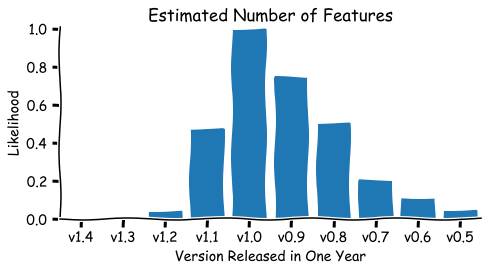 Estimated Number of Features
Likelihood
1.0
0.8
0.6
0.4
0.2
0.0
v1.4 v1.3 v1.2 v1.1 v1.0 v0.9 v0.8 v0.7 v0.6 v0.5
Version Released in One Year